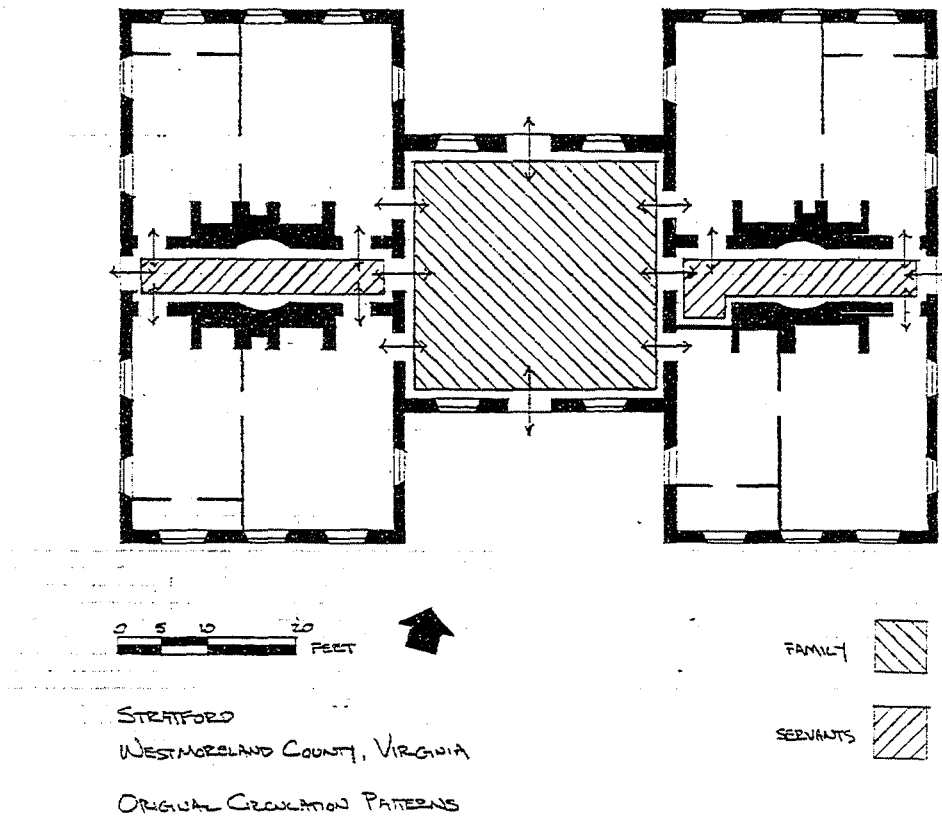 0 5 10 20
FEET
FAMILY
SERVANTS
STRATFORD
WESTMORELAND COUNTY, VIRGINIA
ORIGINAL CIRCULATION PATTERNS